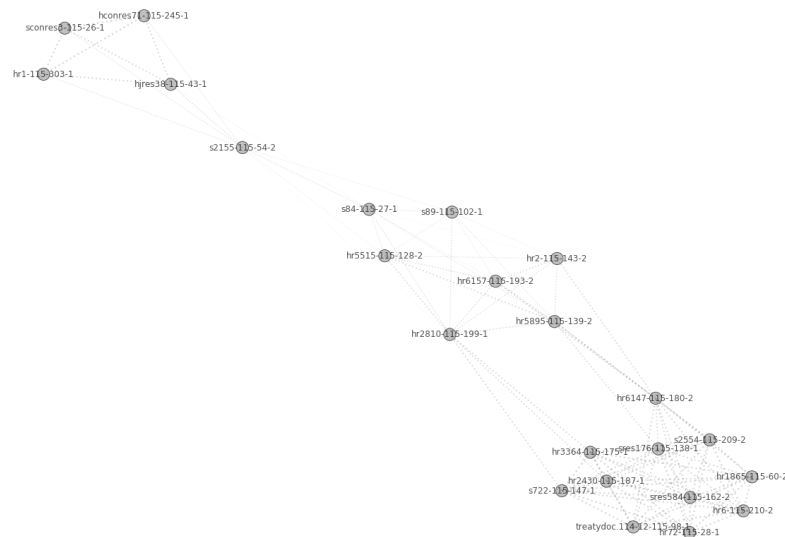 hconres71-115-245-1
sconres3-115-26-1
hr1-115-303-1
hjres38-115-43-1
s2155-115-54-2
s84-115-27-1
s89-115-102-1
hr5515-115-128-2
hr2-115-143-2
hr6157-115-193-2
hr5895-115-139-2
hr2810-115-199-1
hr6147-115-180-2
s2554-115-209-2
sres176-115-138-1
hr3364-115-175-1
hr1865-115-60-2
hr2430-115-187-1
s722-115-147-1
sres584-115-162-2
hr6-115-210-2
treatydoc.114-12-115-98-1
hr72-115-28-1